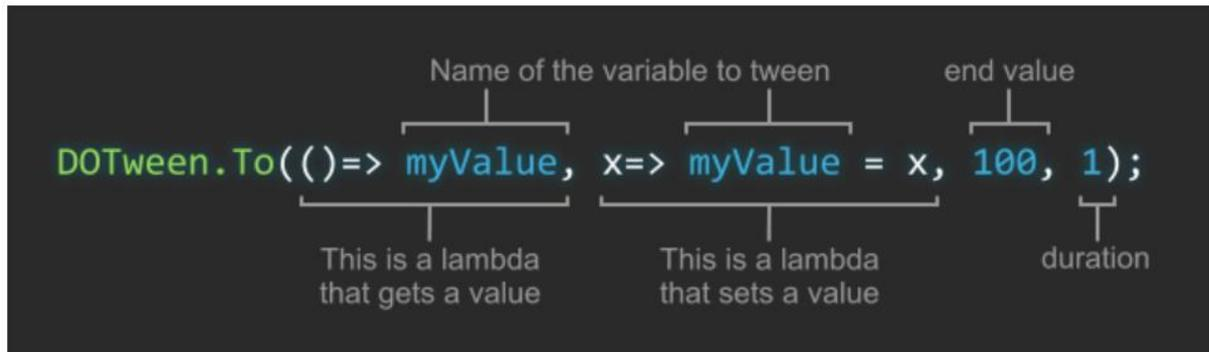 Name of the variable to tween end value
DOTween.To(()=> myValue, x=> myValue = x, 100, 1);
This is a lambda
that gets a value
This is a lambda
that sets a value
duration